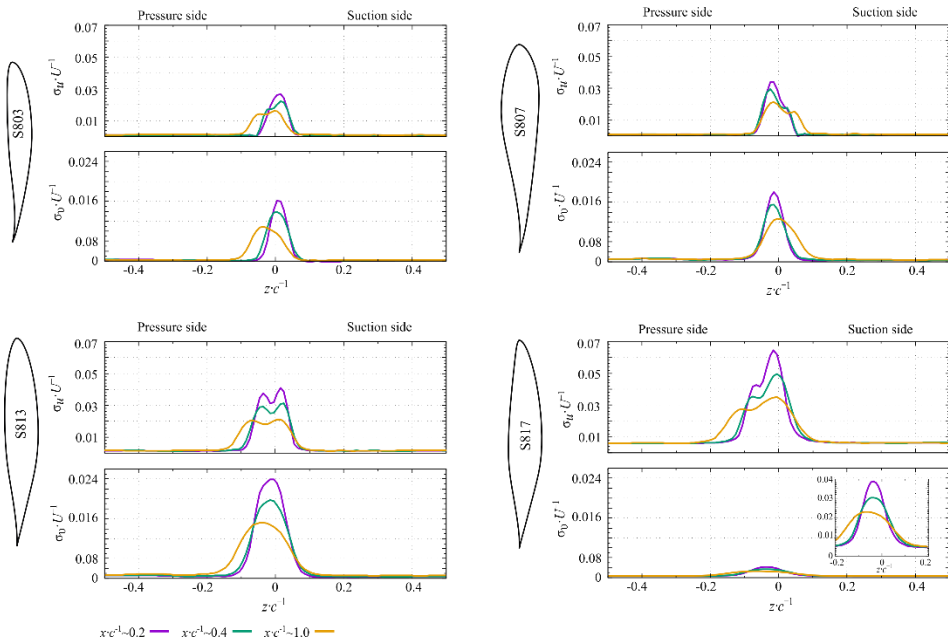 Pressure side Suction side
0.07
0.05
0.03
0.01
σu·U⁻¹
S803
0.024
0.016
0.08
0
συ·U⁻¹
-0.4 -0.2 0 0.2 0.4
z·c⁻¹
Pressure side Suction side
0.07
0.05
0.03
0.01
σu·U⁻¹
S807
0.024
0.016
0.08
0
συ·U⁻¹
-0.4 -0.2 0 0.2 0.4
z·c⁻¹
Pressure side Suction side
0.07
0.05
0.03
0.01
σu·U⁻¹
S813
0.024
0.016
0.08
0
συ·U⁻¹
-0.4 -0.2 0 0.2 0.4
z·c⁻¹
Pressure side Suction side
0.07
0.05
0.03
0.01
σu·U⁻¹
S817
0.024
0.016
0.08
0
συ·U⁻¹
0.04
0.03
0.02
0.01
0
-0.2 0 0.2
z·c⁻¹
-0.4 -0.2 0 0.2 0.4
z·c⁻¹
x·c⁻¹~0.2 x·c⁻¹~0.4 x·c⁻¹~1.0